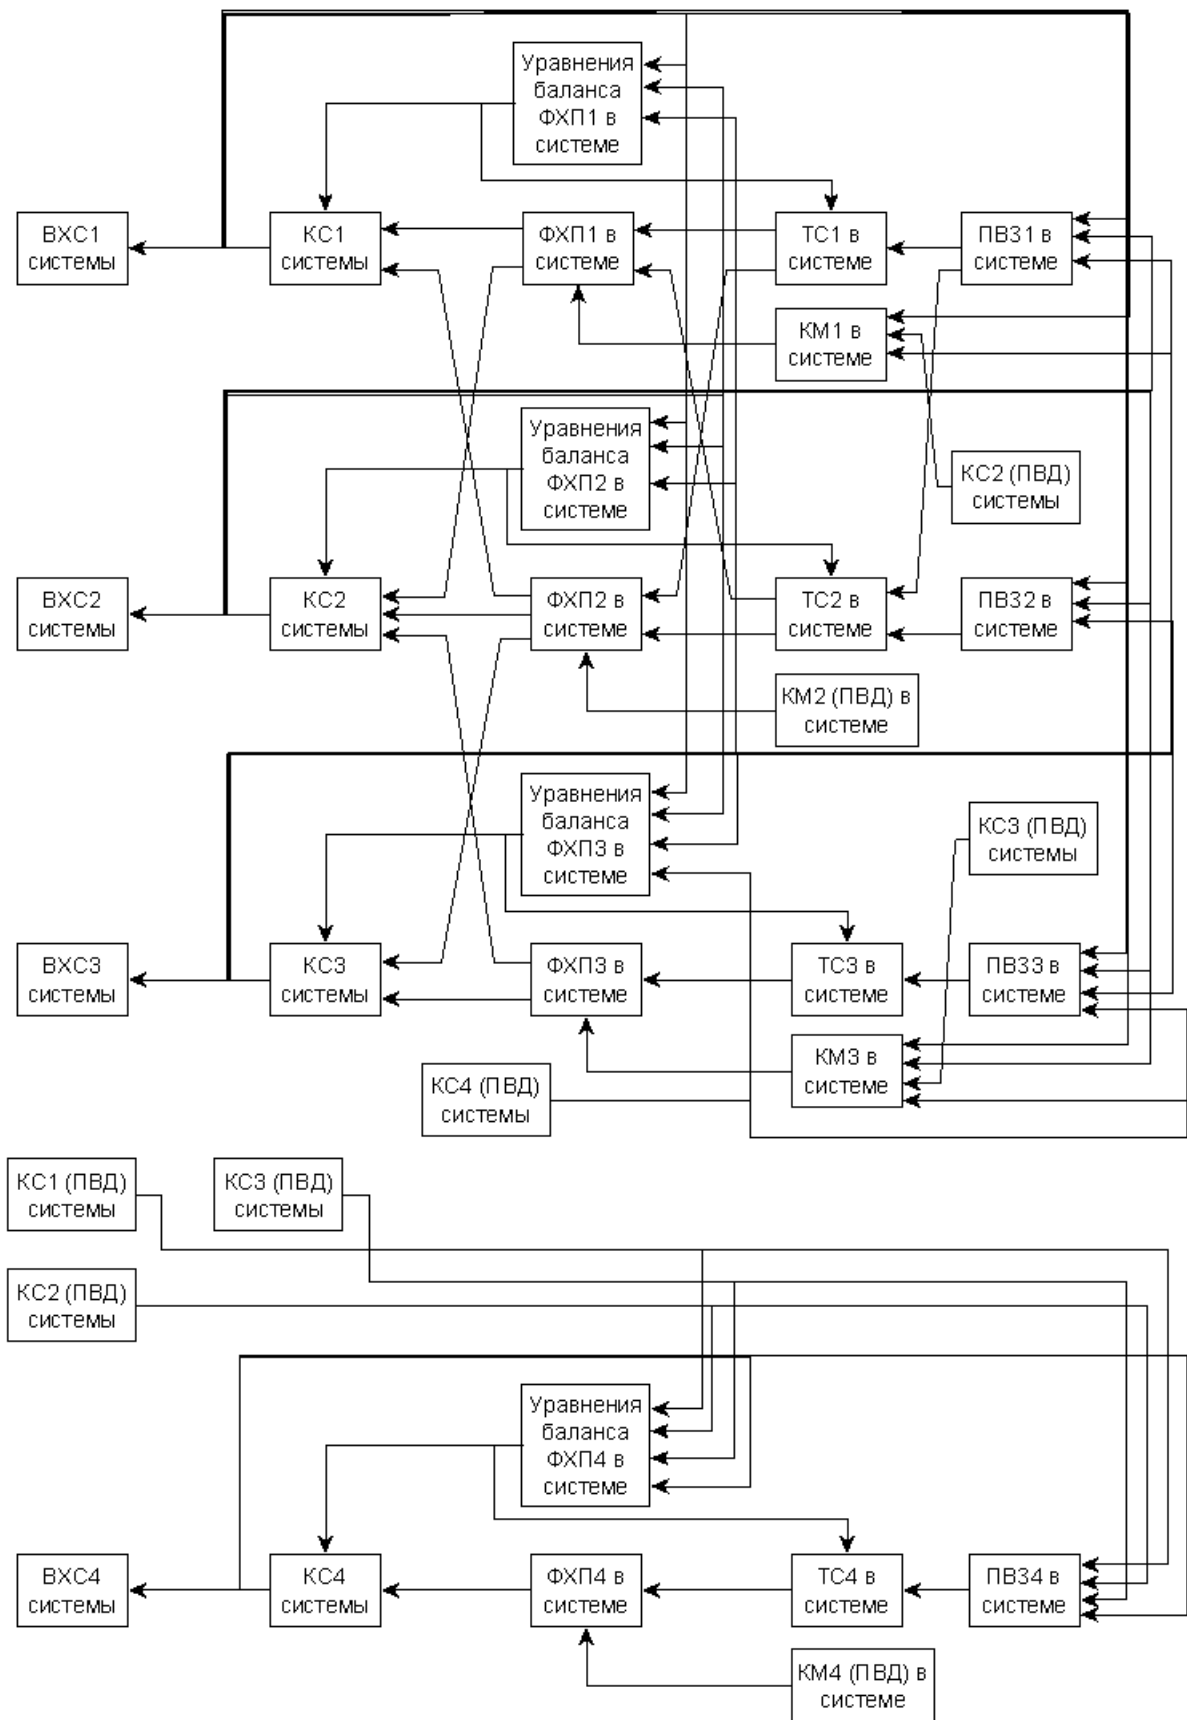 Уравнения
баланса
ФХП1 в
системе
ВХС1
системы
КС1
системы
ФХП1 в
системе
ТС1 в
системе
ПВЗ1 в
системе
КМ1 в
системе
Уравнения
баланса
ФХП2 в
системе
КС2 (ПВД)
системы
ВХС2
системы
КС2
системы
ФХП2 в
системе
ТС2 в
системе
ПВЗ2 в
системе
КМ2 (ПВД) в
системе
Уравнения
баланса
ФХП3 в
системе
КС3 (ПВД)
системы
ВХС3
системы
КС3
системы
ФХП3 в
системе
ТС3 в
системе
ПВЗ3 в
системе
КМ3 в
системе
КС4 (ПВД)
системы
КС1 (ПВД)
системы
КС3 (ПВД)
системы
КС2 (ПВД)
системы
Уравнения
баланса
ФХП4 в
системе
ВХС4
системы
КС4
системы
ФХП4 в
системе
ТС4 в
системе
ПВЗ4 в
системе
КМ4 (ПВД) в
системе